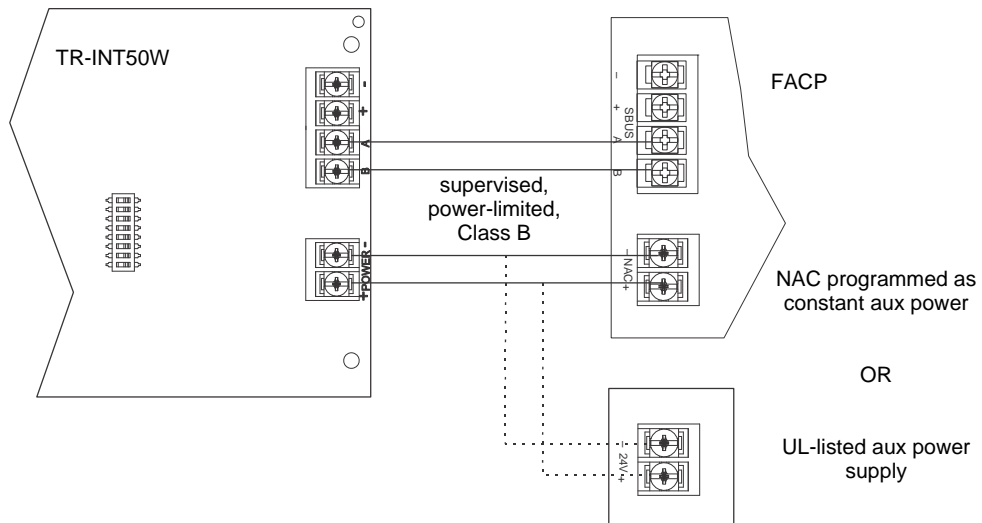 TR-INT50W
-
+
A
B
POWER -
+
FACP
-
+
SBUS
A
B
supervised,
power-limited,
Class B
- NAC+
NAC programmed as
constant aux power
OR
- 24V+
UL-listed aux power
supply